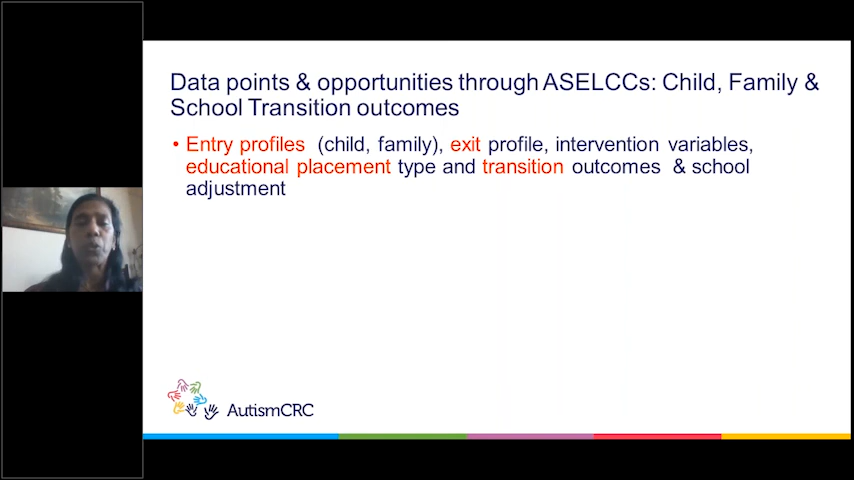 Data points & opportunities through ASELCCs: Child, Family &
School Transition outcomes
• Entry profiles (child, family), exit profile, intervention variables,
educational placement type and transition outcomes & school
adjustment
AutismCRC